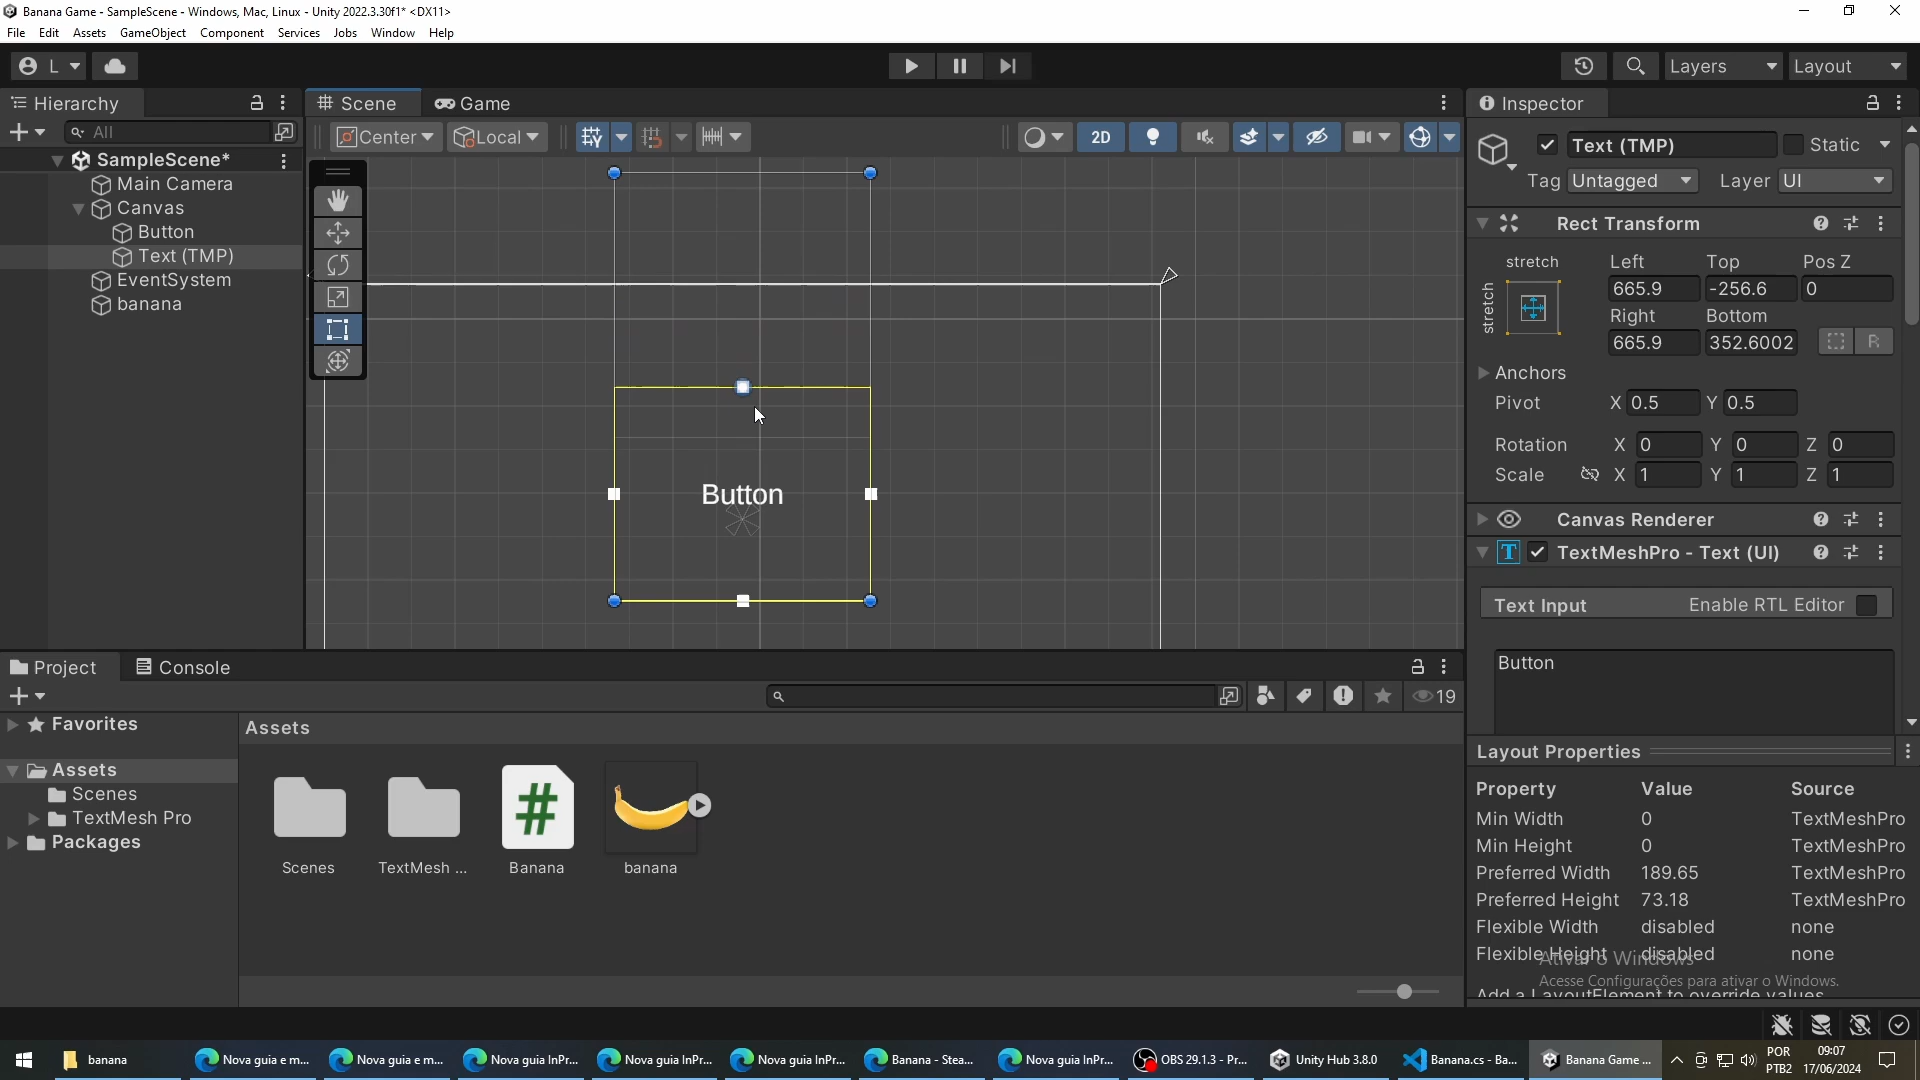 Banana Game - SampleScene - Windows, Mac, Linux - Unity 2022.3.30f1* <DX11>
File Edit Assets GameObject Component Services Jobs Window Help
L
Layers Layout
Hierarchy
Scene Game
Inspector
All
Center Local
2D
Text (TMP) Static
Tag Untagged Layer UI
SampleScene*
Main Camera
Canvas
Button
Text (TMP)
EventSystem
banana
Button
Rect Transform
stretch Left Top Pos Z
stretch 665.9 -256.6 0
Right Bottom
665.9 352.6002 R
Anchors
Pivot X 0.5 Y 0.5
Rotation X 0 Y 0 Z 0
Scale X 1 Y 1 Z 1
Canvas Renderer
TextMeshPro - Text (UI)
Text Input Enable RTL Editor
Button
Project Console
19
Favorites
Assets
Scenes
TextMesh Pro
Packages
Assets
Scenes TextMesh ... Banana banana
Layout Properties
Property Value Source
Min Width 0 TextMeshPro
Min Height 0 TextMeshPro
Preferred Width 189.65 TextMeshPro
Preferred Height 73.18 TextMeshPro
Flexible Width disabled none
Flexible Height disabled none
Ativar o Windows
Acesse Configurações para ativar o Windows.
Add a LayoutElement to override values
banana Nova guia e m... Nova guia e m... Nova guia InPr... Nova guia InPr... Nova guia InPr... Banana - Stea... Nova guia InPr... OBS 29.1.3 - Pr... Unity Hub 3.8.0 Banana.cs - Ba... Banana Game ...
POR
PTB2
09:07
17/06/2024